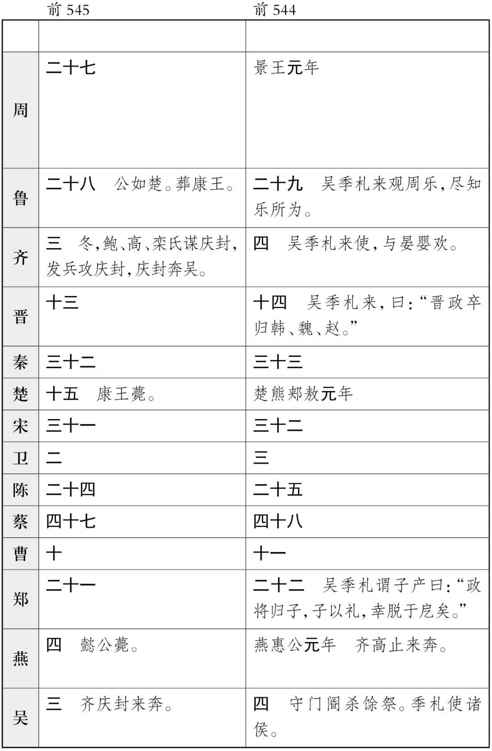 前 545 前 544
周 二十七 景王元年
鲁 二十八 公如楚。葬康王。 二十九 吴季札来观周乐,尽知
乐所为。
齐 三 冬,鲍、高、栾氏谋庆封, 四 吴季札来使,与晏婴欢。
发兵攻庆封,庆封奔吴。
晋 十三 十四 吴季札来,曰:“晋政卒
归韩、魏、赵。”
秦 三十二 三十三
楚 十五 康王薨。 楚熊郏敖元年
宋 三十一 三十二
卫 二 三
陈 二十四 二十五
蔡 四十七 四十八
曹 十 十一
郑 二十一 二十二 吴季札谓子产曰:“政
将归子,子以礼,幸脱于戹矣。”
燕 四 懿公薨。 燕惠公元年 齐高止来奔。
吴 三 齐庆封来奔。 四 守门阍杀馀祭。季札使诸
侯。